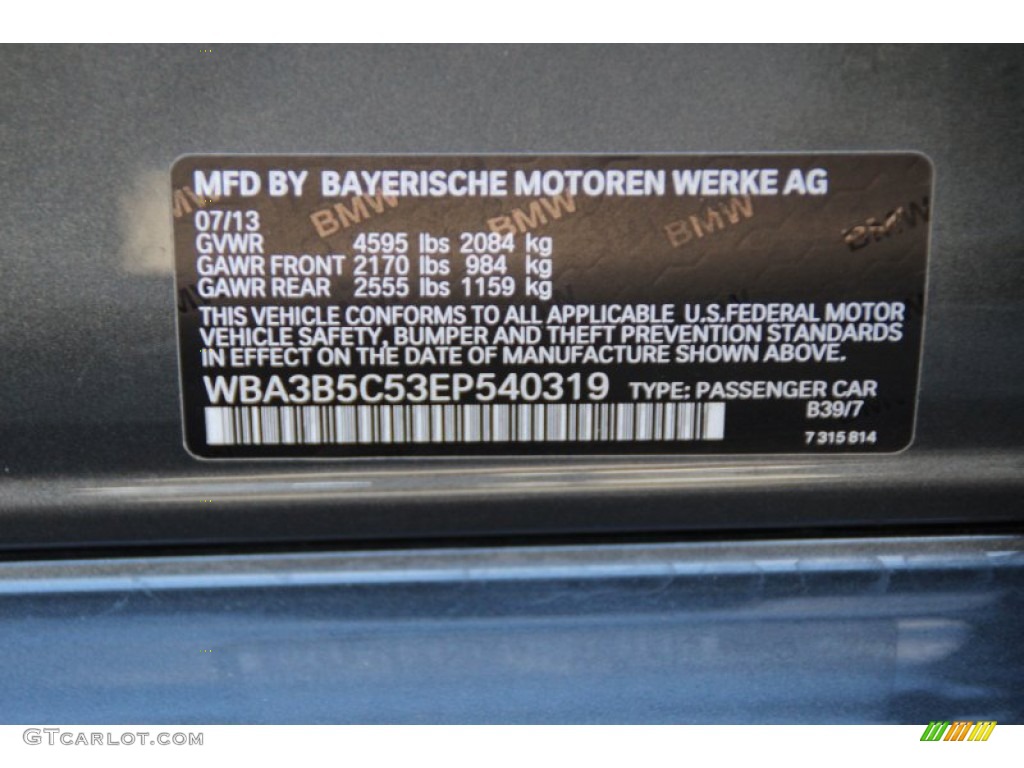 MFD BY BAYERISCHE MOTOREN WERKE AG
07/13
GVWR 4595 lbs 2084 kg
GAWR FRONT 2170 lbs 984 kg
GAWR REAR 2555 lbs 1159 kg
THIS VEHICLE CONFORMS TO ALL APPLICABLE U.S.FEDERAL MOTOR
VEHICLE SAFETY, BUMPER AND THEFT PREVENTION STANDARDS
IN EFFECT ON THE DATE OF MANUFACTURE SHOWN ABOVE.
WBA3B5C53EP540319 TYPE: PASSENGER CAR
B39/7
7 315 814
BMW BMW BMW BMW BMW
GTCarlot.com